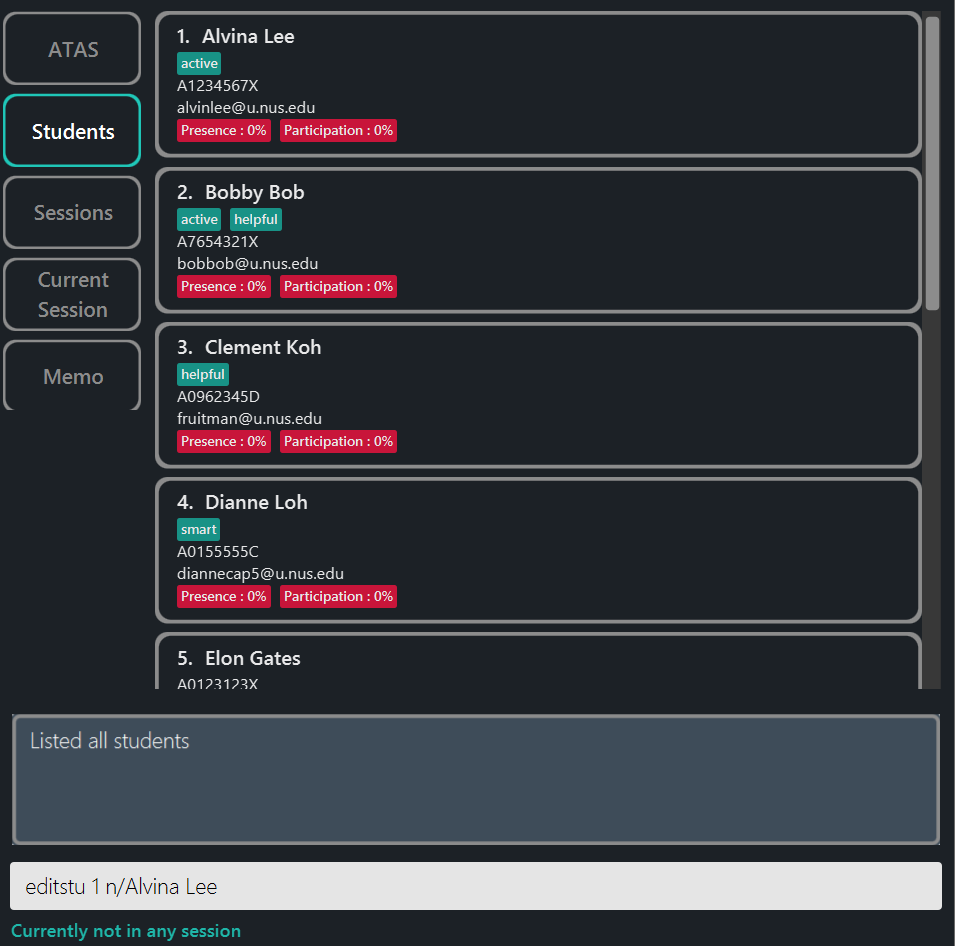 ATAS
Students
Sessions
Current
Session
Memo
1. Alvina Lee
active
A1234567X
alvinlee@u.nus.edu
Presence : 0% Participation : 0%
2. Bobby Bob
active helpful
A7654321X
bobbob@u.nus.edu
Presence : 0% Participation : 0%
3. Clement Koh
helpful
A0962345D
fruitman@u.nus.edu
Presence : 0% Participation : 0%
4. Dianne Loh
smart
A0155555C
diannecap5@u.nus.edu
Presence : 0% Participation : 0%
5. Elon Gates
A0123123X
Listed all students
editstu 1 n/Alvina Lee
Currently not in any session